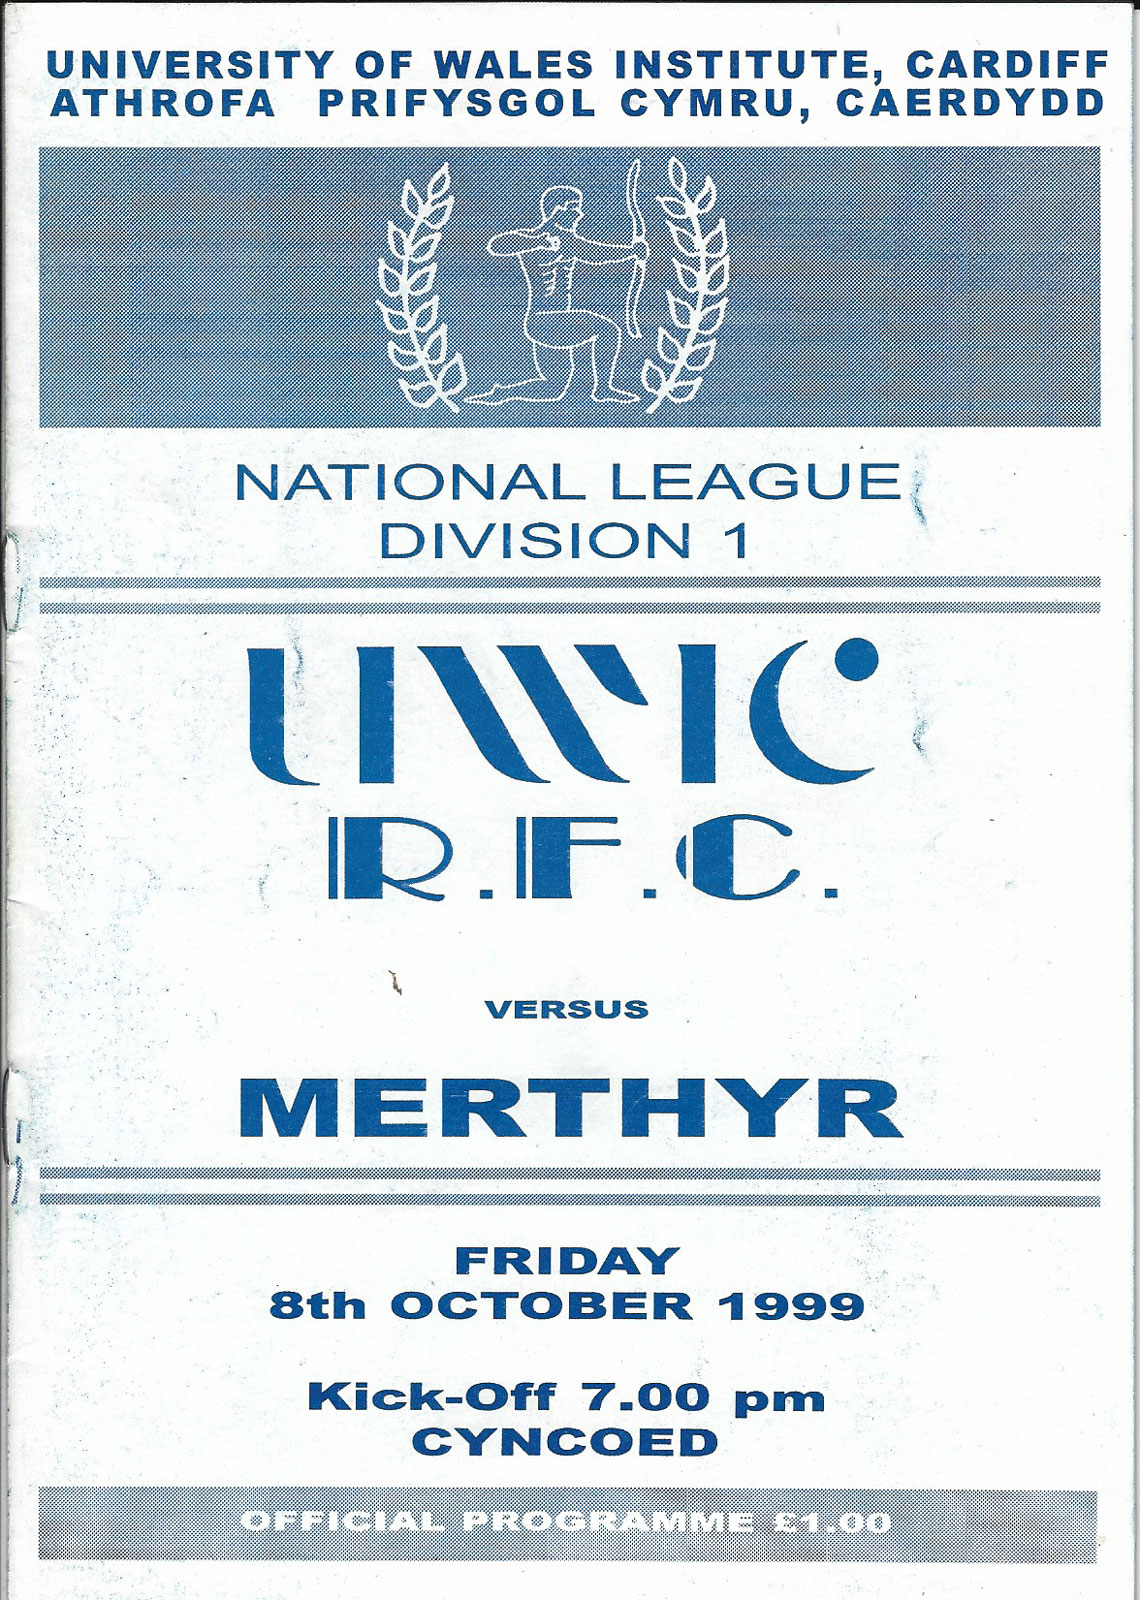 UNIVERSITY OF WALES INSTITUTE, CARDIFF
ATHROFA PRIFYSGOL CYMRU, CAERDYDD
NATIONAL LEAGUE
DIVISION 1
UWIC
R.F.C.
VERSUS
MERTHYR
FRIDAY
8th OCTOBER 1999
Kick-Off 7.00 pm
CYNCOED
OFFICIAL PROGRAMME £1.00